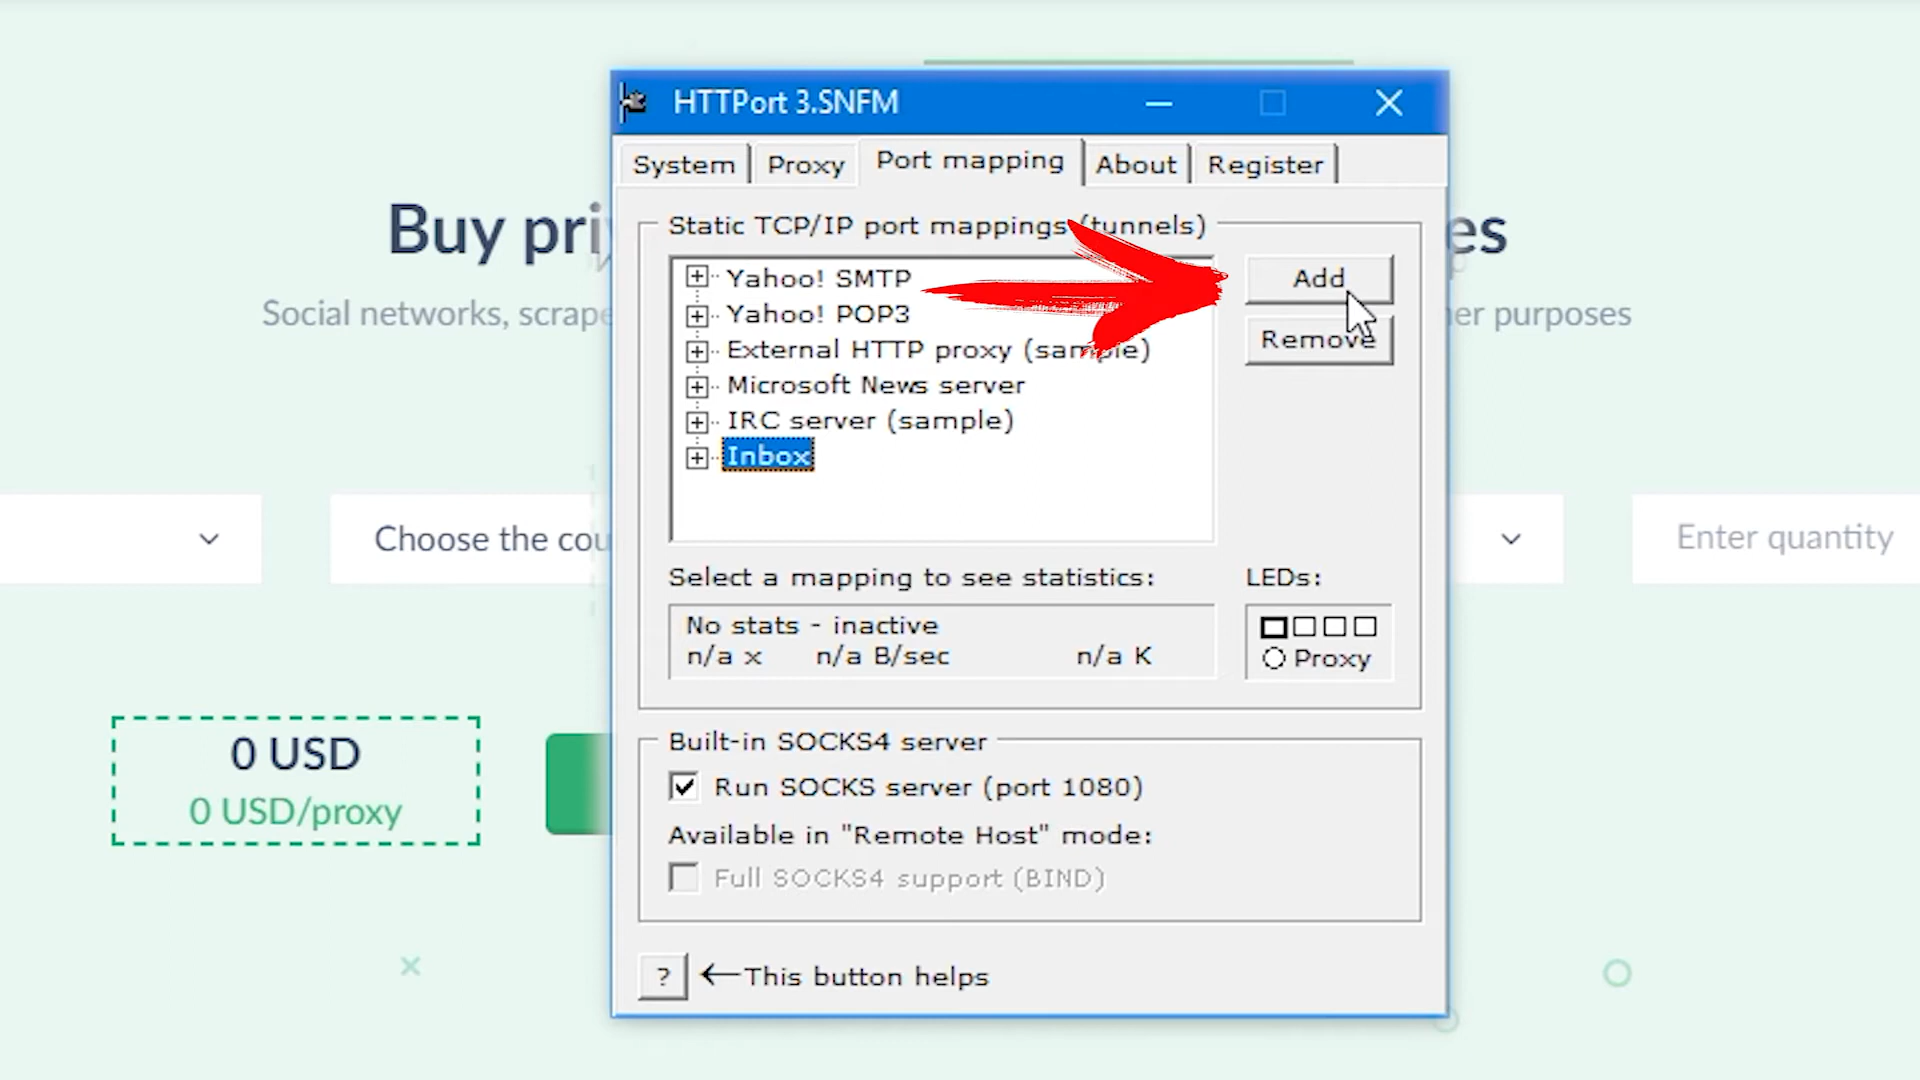 HTTPort 3.SNFM
System Proxy Port mapping About Register
Buy pri
es
Static TCP/IP port mappings (tunnels)
Yahoo! SMTP
Add
Social networks, scrape
her purposes
Yahoo! POP3
Remove
External HTTP proxy (sample)
Microsoft News server
IRC server (sample)
Inbox
Choose the cou
Enter quantity
Select a mapping to see statistics:
LEDs:
No stats - inactive
n/a x n/a B/sec n/a K
Proxy
0 USD
0 USD/proxy
Built-in SOCKS4 server
Run SOCKS server (port 1080)
Available in "Remote Host" mode:
Full SOCKS4 support (BIND)
? ←This button helps